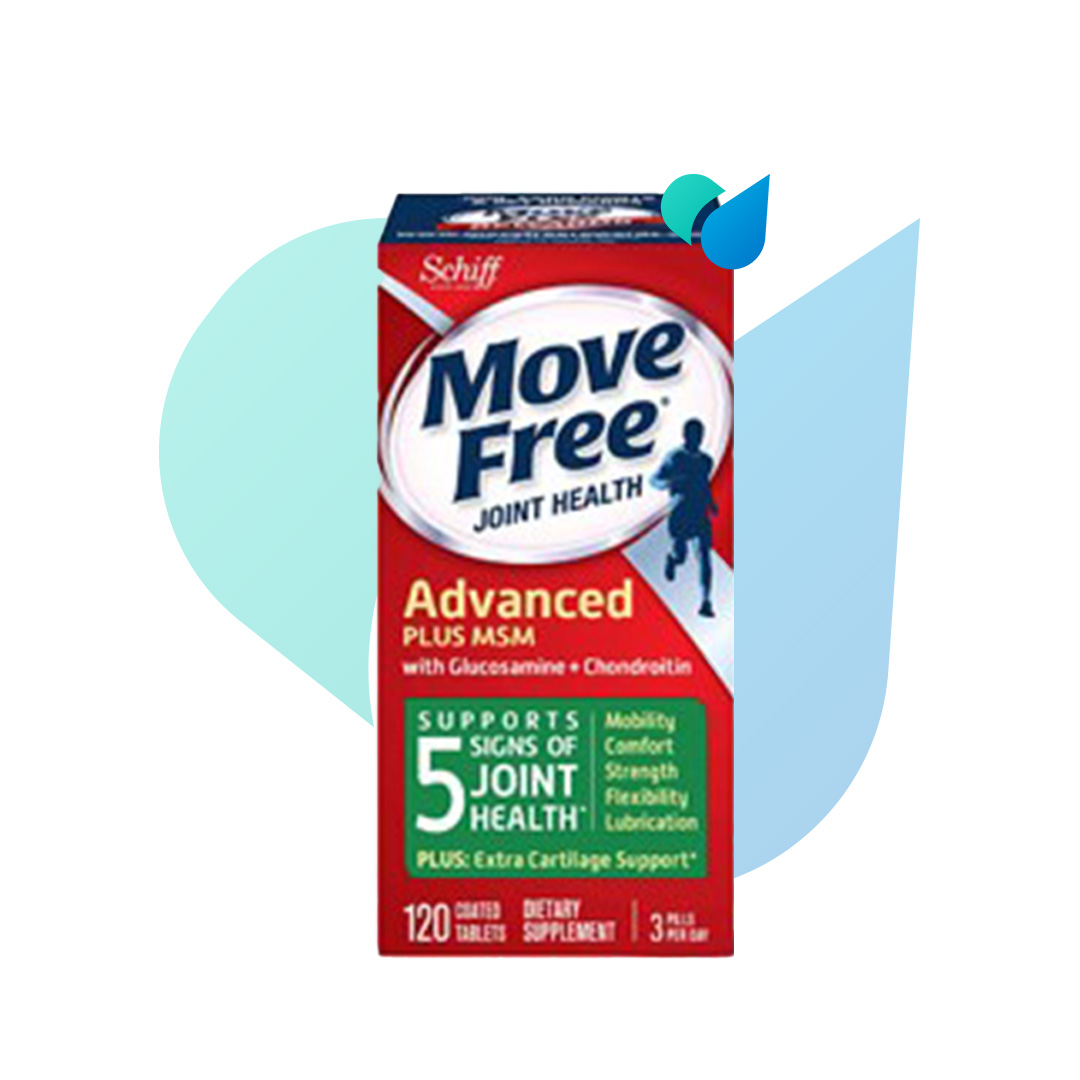 Schiff
Move
Free®
JOINT HEALTH
Advanced
PLUS MSM
with Glucosamine + Chondroitin
SUPPORTS
5 SIGNS OF
JOINT
HEALTH*
Mobility
Comfort
Strength
Flexibility
Lubrication
PLUS: Extra Cartilage Support*
120 COATED TABLETS
DIETARY SUPPLEMENT
3 PILLS PER DAY